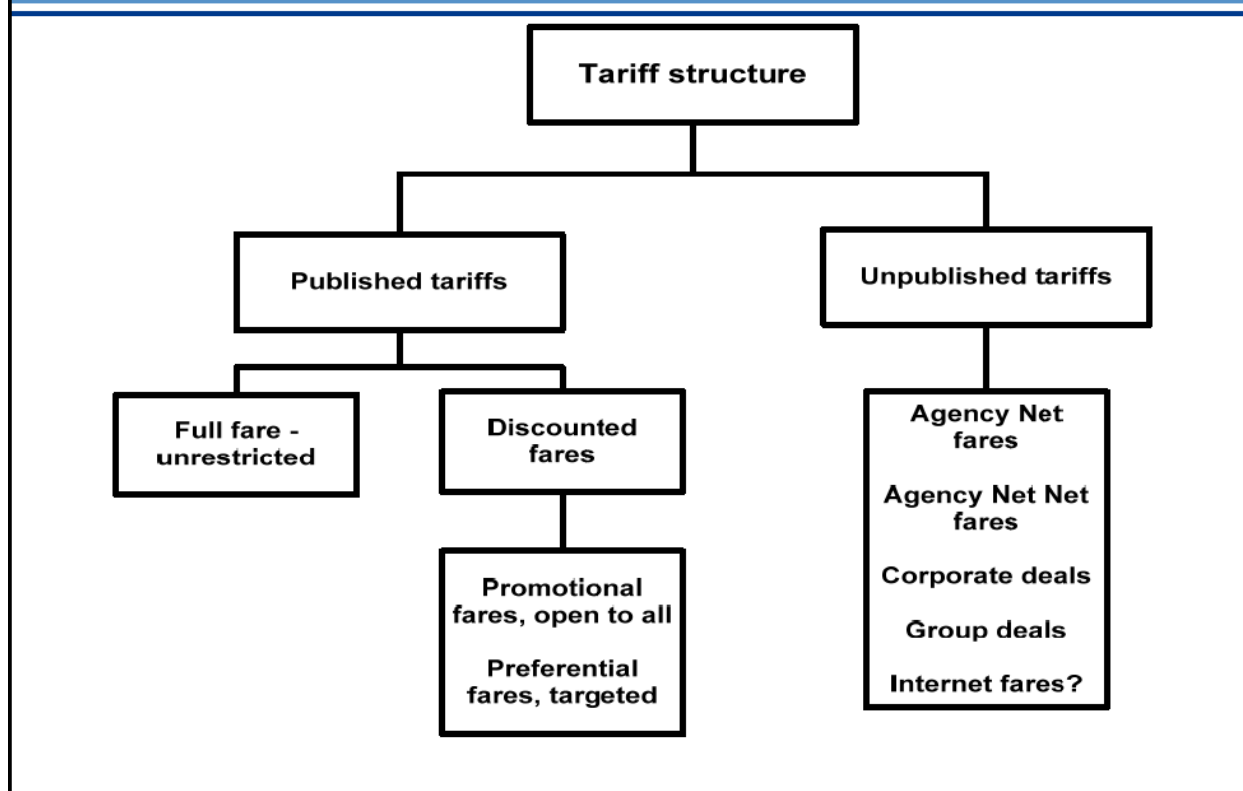 Tariff structure
Published tariffs
Unpublished tariffs
Full fare -
unrestricted
Discounted
fares
Promotional
fares, open to all
Preferential
fares, targeted
Agency Net
fares
Agency Net Net
fares
Corporate deals
Group deals
Internet fares?